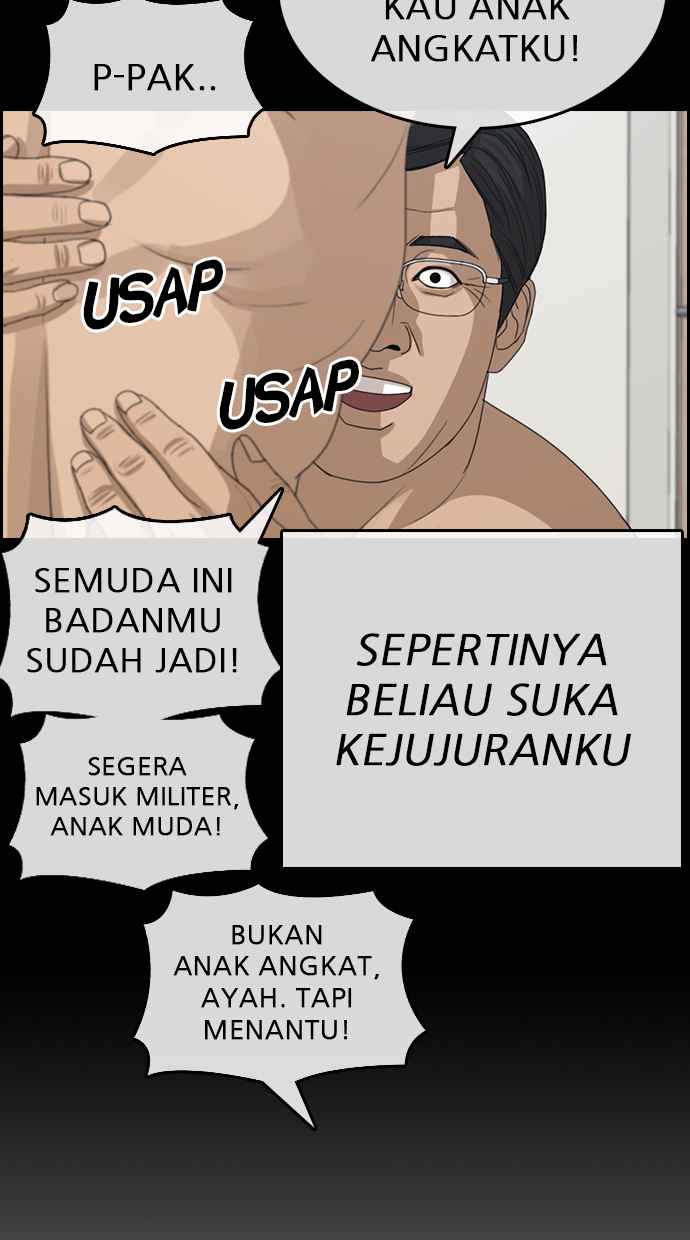 KAU ANAK
ANGKATKU!
P-PAK..
USAP
USAP
SEMUDA INI
BADANMU
SUDAH JADI!
SEPERTINYA
BELIAU SUKA
KEJUJURANKU
SEGERA
MASUK MILITER,
ANAK MUDA!
BUKAN
ANAK ANGKAT,
AYAH. TAPI
MENANTU!